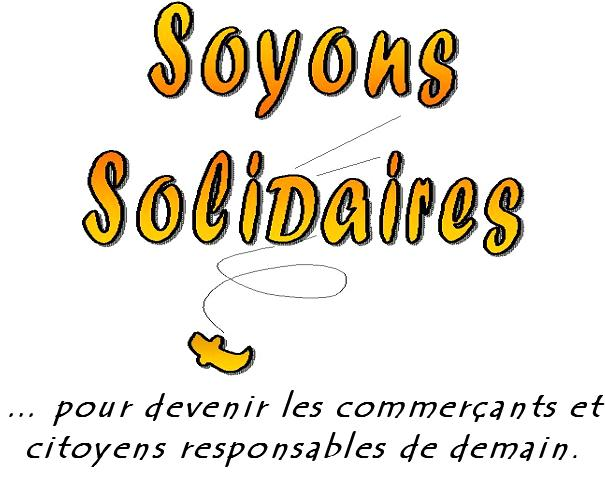 Soyons
SoliDaires
t
... pour devenir les commerçants et
citoyens responsables de demain.